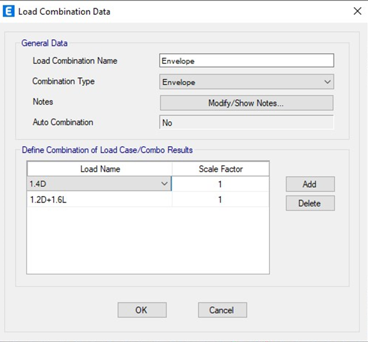 E Load Combination Data
General Data
Load Combination Name Envelope
Combination Type Envelope
Notes Modify/Show Notes...
Auto Combination No
Define Combination of Load Case/Combo Results
Load Name Scale Factor
1.4D 1 Add
1.2D+1.6L 1 Delete
OK Cancel